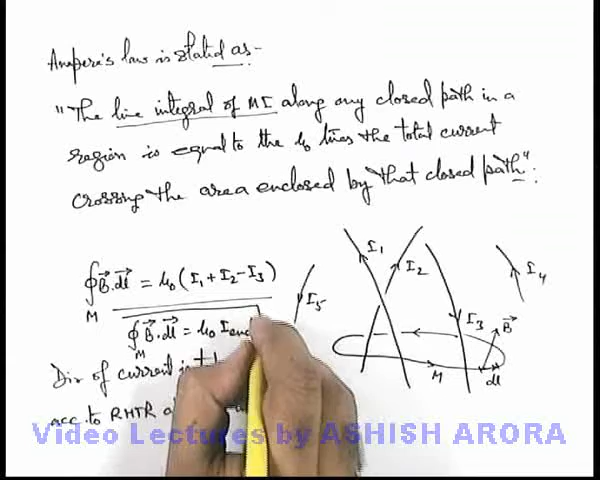 Ampere's law is stated as-
"The line integral of MI along any closed path in a
region is equal to the μ₀ times the total current
crossing the area enclosed by that closed path":
∮B⃗.dl⃗ = μ₀ (I₁+I₂-I₃)
M
∮B⃗.dl⃗ = μ₀ I
M
Dir of current is
acc. to RHTR
I₁
I₂
I₃
I₄
I₅
B⃗
M
dl
Video Lectures by ASHISH ARORA